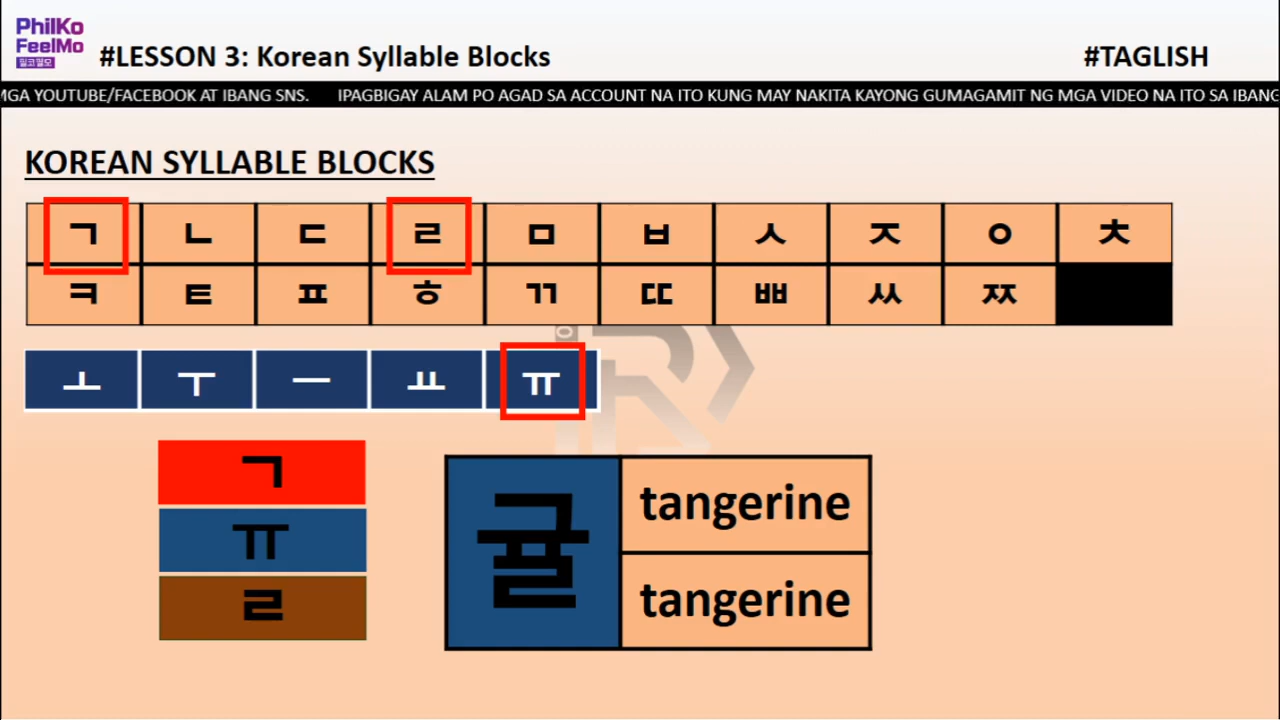 PhilKo
FeelMo
필코필모
#LESSON 3: Korean Syllable Blocks
#TAGLISH
MGA YOUTUBE/FACEBOOK AT IBANG SNS. IPAGBIGAY ALAM PO AGAD SA ACCOUNT NA ITO KUNG MAY NAKITA KAYONG GUMAGAMIT NG MGA VIDEO NA ITO SA IBANG
KOREAN SYLLABLE BLOCKS
ㄱ ㄴ ㄷ ㄹ ㅁ ㅂ ㅅ ㅈ ㅇ ㅊ
ㅋ ㅌ ㅍ ㅎ ㄲ ㄸ ㅃ ㅆ ㅉ
ㅗ ㅜ ㅡ ㅛ ㅠ
ㄱ
ㅠ
ㄹ
귤
tangerine
tangerine